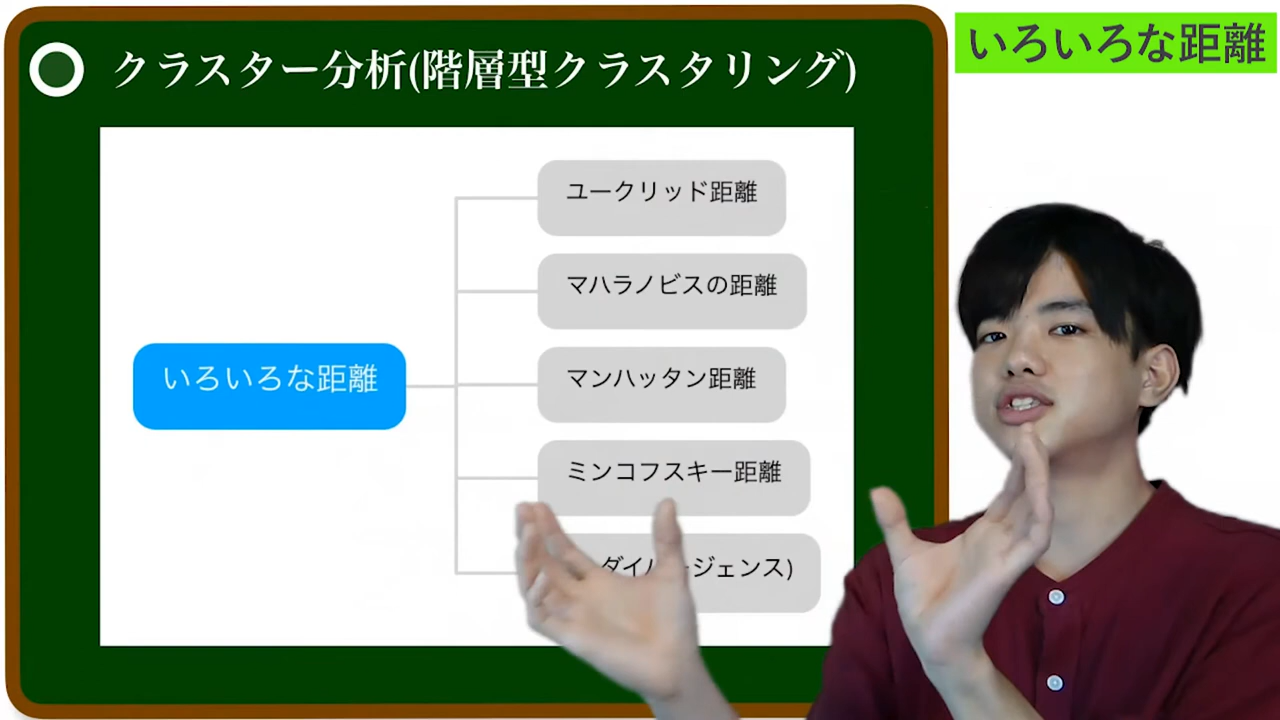 クラスター分析(階層型クラスタリング)
いろいろな距離
ユークリッド距離
マハラノビスの距離
いろいろな距離
マンハッタン距離
ミンコフスキー距離
ジェンス)